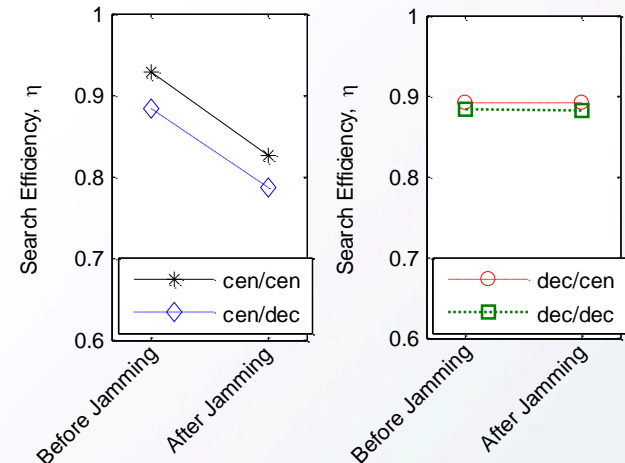 Search Efficiency, η
1
0.9
0.8
0.7
0.6
cen/cen
cen/dec
Before Jamming
After Jamming
Search Efficiency, η
1
0.9
0.8
0.7
0.6
dec/cen
dec/dec
Before Jamming
After Jamming